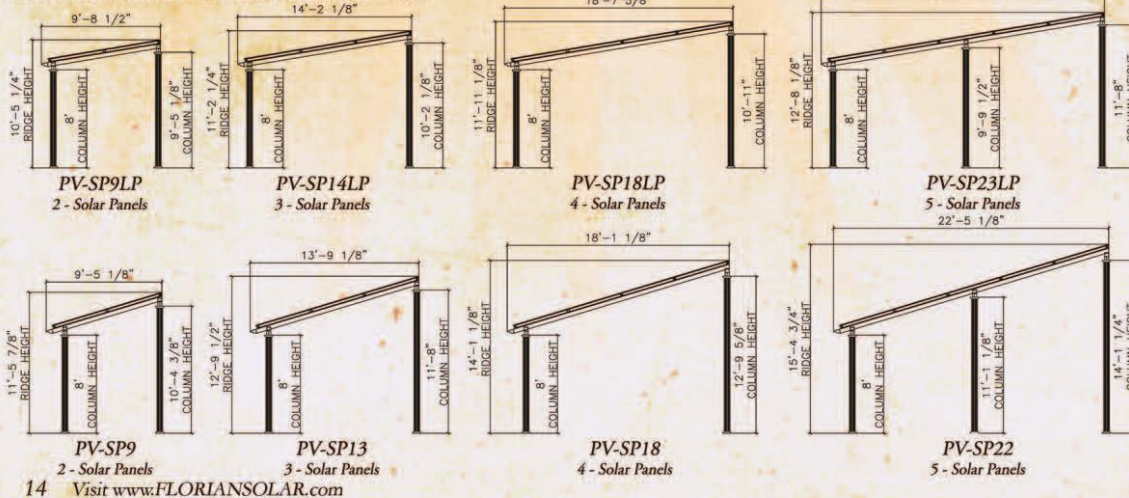 9'-8 1/2"
10'-5 1/4"
RIDGE HEIGHT
8'
COLUMN HEIGHT
9'-5 1/8"
COLUMN HEIGHT
PV-SP9LP
2 - Solar Panels
14'-2 1/8"
11'-2 1/4"
RIDGE HEIGHT
8'
COLUMN HEIGHT
10'-2 1/8"
COLUMN HEIGHT
PV-SP14LP
3 - Solar Panels
11'-11 1/8"
RIDGE HEIGHT
8'
COLUMN HEIGHT
10'-11"
COLUMN HEIGHT
PV-SP18LP
4 - Solar Panels
12'-8 1/8"
RIDGE HEIGHT
8'
COLUMN HEIGHT
9'-9 1/2"
COLUMN HEIGHT
11'-8"
COLUMN HEIGHT
PV-SP23LP
5 - Solar Panels
9'-5 1/8"
11'-5 7/8"
RIDGE HEIGHT
8'
COLUMN HEIGHT
10'-4 3/8"
COLUMN HEIGHT
PV-SP9
2 - Solar Panels
13'-9 1/8"
12'-9 1/2"
RIDGE HEIGHT
8'
COLUMN HEIGHT
11'-8"
COLUMN HEIGHT
PV-SP13
3 - Solar Panels
18'-1 1/8"
14'-1 1/8"
RIDGE HEIGHT
8'
COLUMN HEIGHT
12'-9 5/8"
COLUMN HEIGHT
PV-SP18
4 - Solar Panels
22'-5 1/8"
15'-4 3/4"
RIDGE HEIGHT
8'
COLUMN HEIGHT
11'-1 1/8"
COLUMN HEIGHT
14'-1 1/4"
COLUMN HEIGHT
PV-SP22
5 - Solar Panels
14 Visit www.FLORIANSOLAR.com